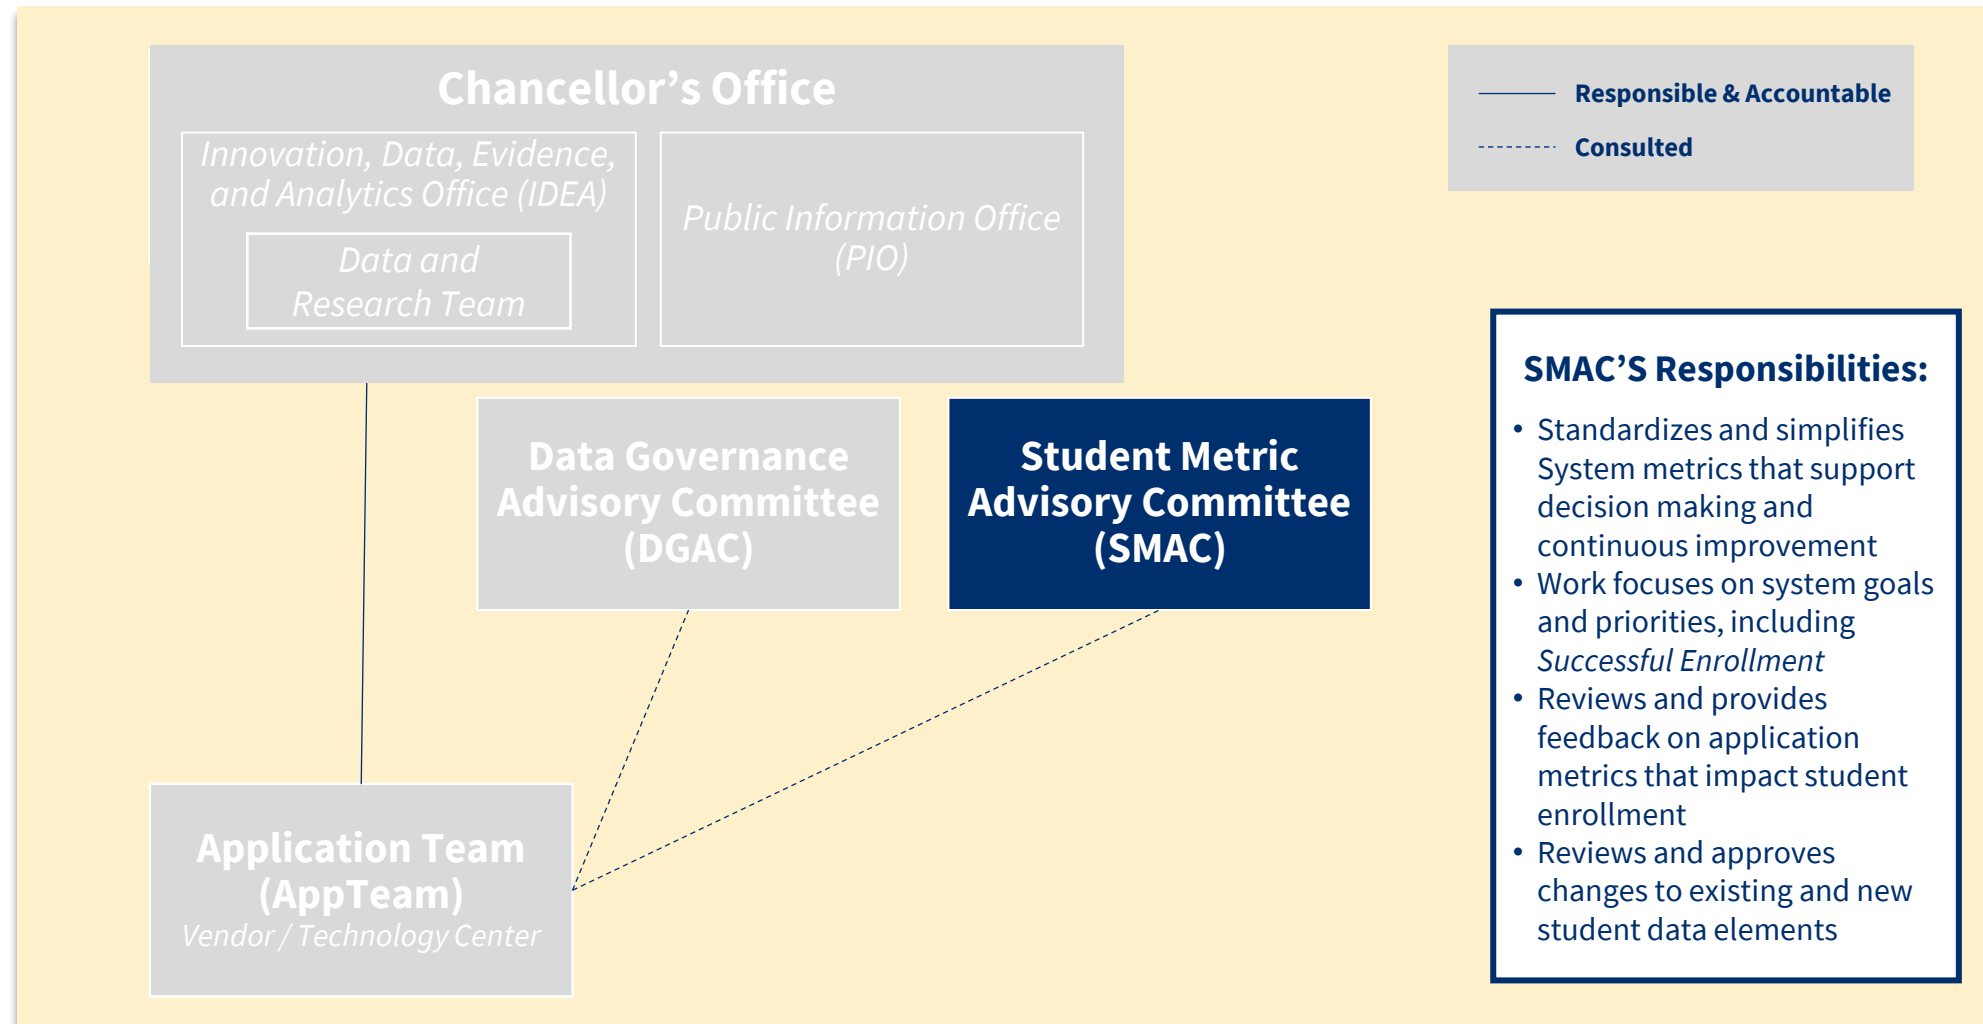 Chancellor’s Office
Innovation, Data, Evidence,
and Analytics Office (IDEA)
Data and
Research Team
Public Information Office
(PIO)
Responsible & Accountable
Consulted
Data Governance
Advisory Committee
(DGAC)
Student Metric
Advisory Committee
(SMAC)
Application Team
(AppTeam)
Vendor / Technology Center
SMAC’S Responsibilities:
• Standardizes and simplifies
System metrics that support
decision making and
continuous improvement
• Work focuses on system goals
and priorities, including
Successful Enrollment
• Reviews and provides
feedback on application
metrics that impact student
enrollment
• Reviews and approves
changes to existing and new
student data elements